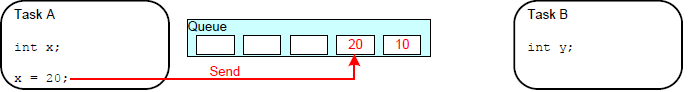 Task A
int x;
x = 20;
Queue
20 10
Send
Task B
int y;